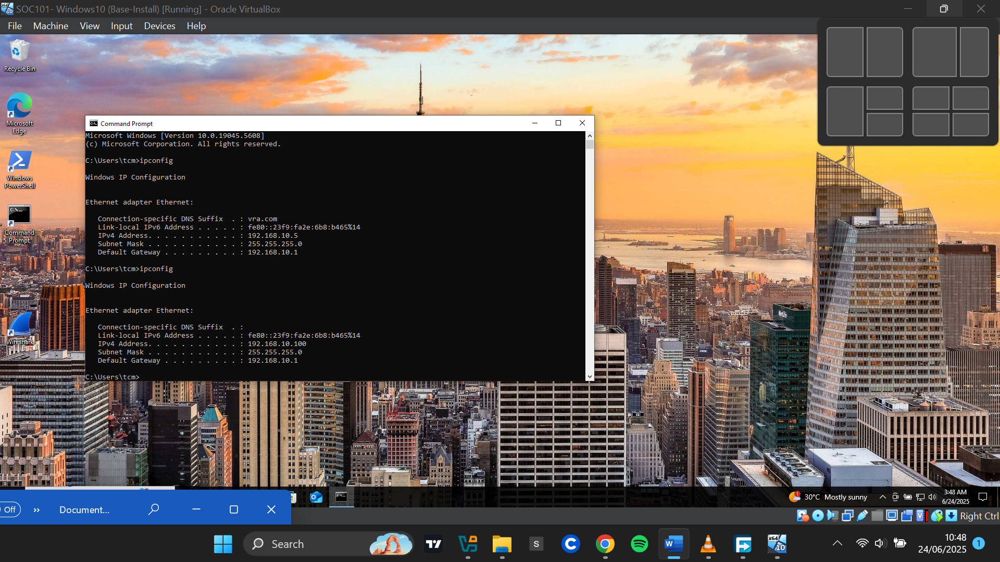 SOC101- Windows10 (Base-Install) [Running] - Oracle VirtualBox
File Machine View Input Devices Help
Recycle Bin
Microsoft Edge
Windows PowerShell
Command Prompt
Wireshark
Command Prompt
Microsoft Windows [Version 10.0.19045.5608]
(c) Microsoft Corporation. All rights reserved.
C:\Users\tcm>ipconfig
Windows IP Configuration
Ethernet adapter Ethernet:
Connection-specific DNS Suffix . : vra.com
Link-local IPv6 Address . . . . . : fe80::23f9:fa2e:6b8:b465%14
IPv4 Address. . . . . . . . . . . : 192.168.10.5
Subnet Mask . . . . . . . . . . . : 255.255.255.0
Default Gateway . . . . . . . . . : 192.168.10.1
C:\Users\tcm>ipconfig
Windows IP Configuration
Ethernet adapter Ethernet:
Connection-specific DNS Suffix . :
Link-local IPv6 Address . . . . . : fe80::23f9:fa2e:6b8:b465%14
IPv4 Address. . . . . . . . . . . : 192.168.10.100
Subnet Mask . . . . . . . . . . . : 255.255.255.0
Default Gateway . . . . . . . . . : 192.168.10.1
C:\Users\tcm>
MetLife
1 30°C Mostly sunny
3:48 AM
6/24/2025
Off » Document...
Right Ctrl
Search
S
W
x64
10
10:48
24/06/2025
1